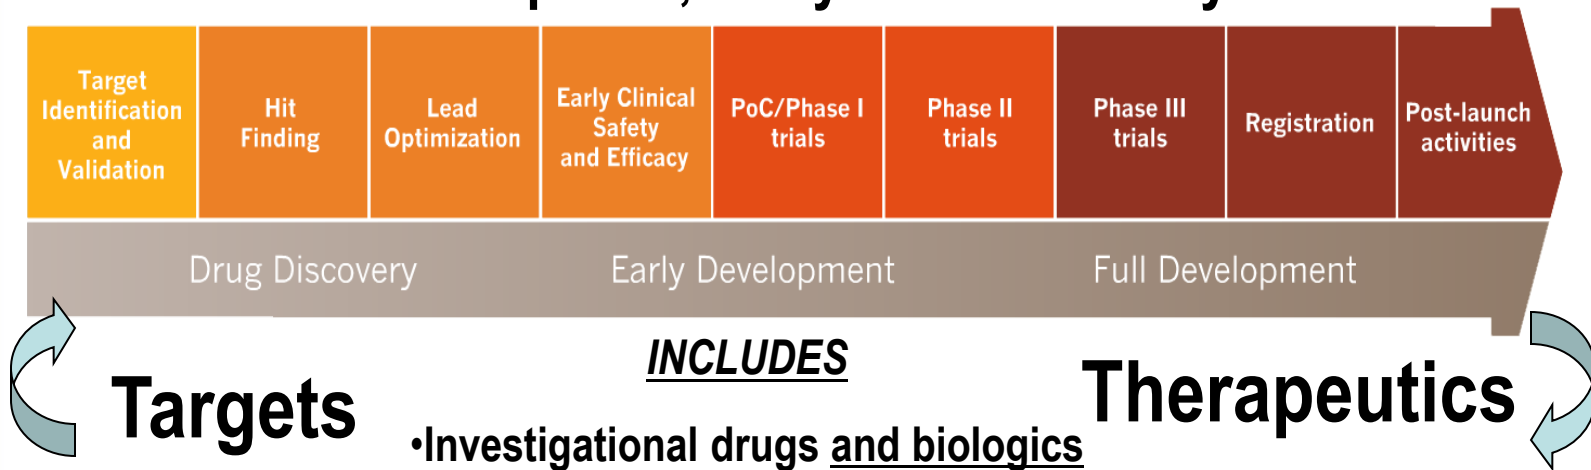 Target
Identification
and
Validation
Hit
Finding
Lead
Optimization
Early Clinical
Safety
and Efficacy
PoC/Phase I
trials
Phase II
trials
Phase III
trials
Registration
Post-launch
activities
Drug Discovery
Early Development
Full Development
INCLUDES
Targets
Therapeutics
•Investigational drugs and biologics